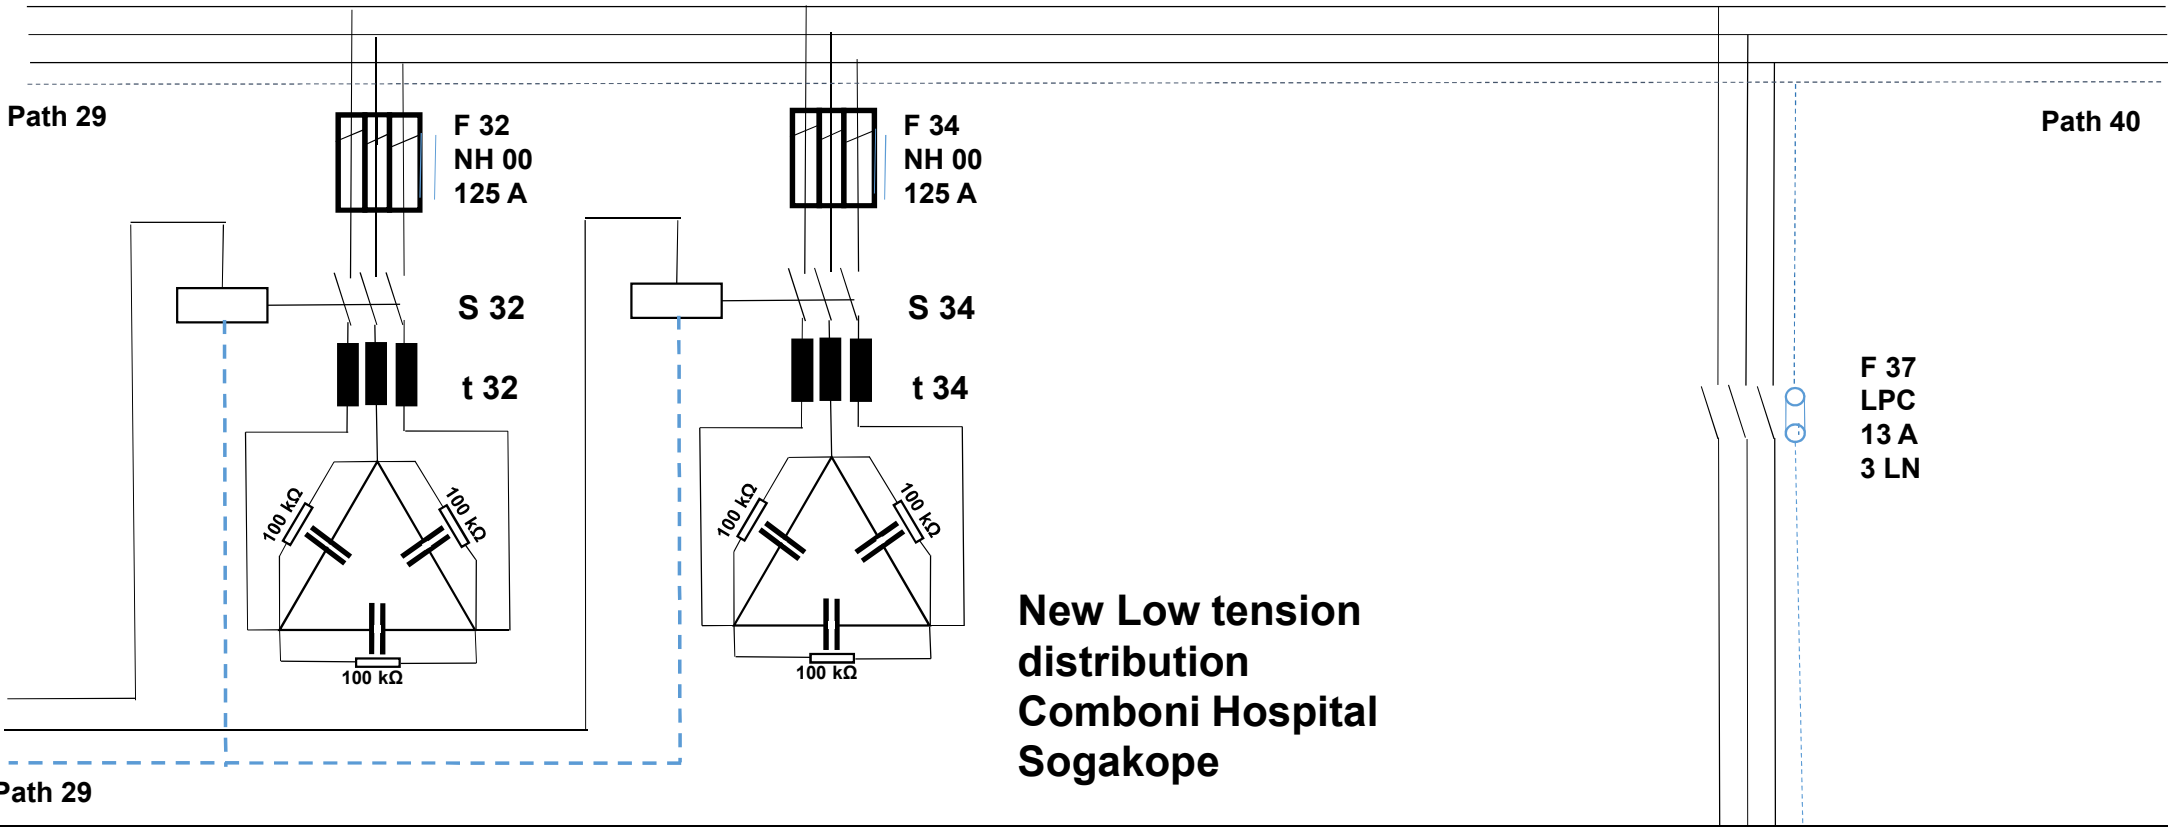 Path 29
F 32
NH 00
125 A
F 34
NH 00
125 A
Path 40
S 32
S 34
t 32
t 34
F 37
LPC
13 A
3 LN
100 kΩ
100 kΩ
100 kΩ
100 kΩ
100 kΩ
100 kΩ
New Low tension
distribution
Comboni Hospital
Sogakope
Path 29